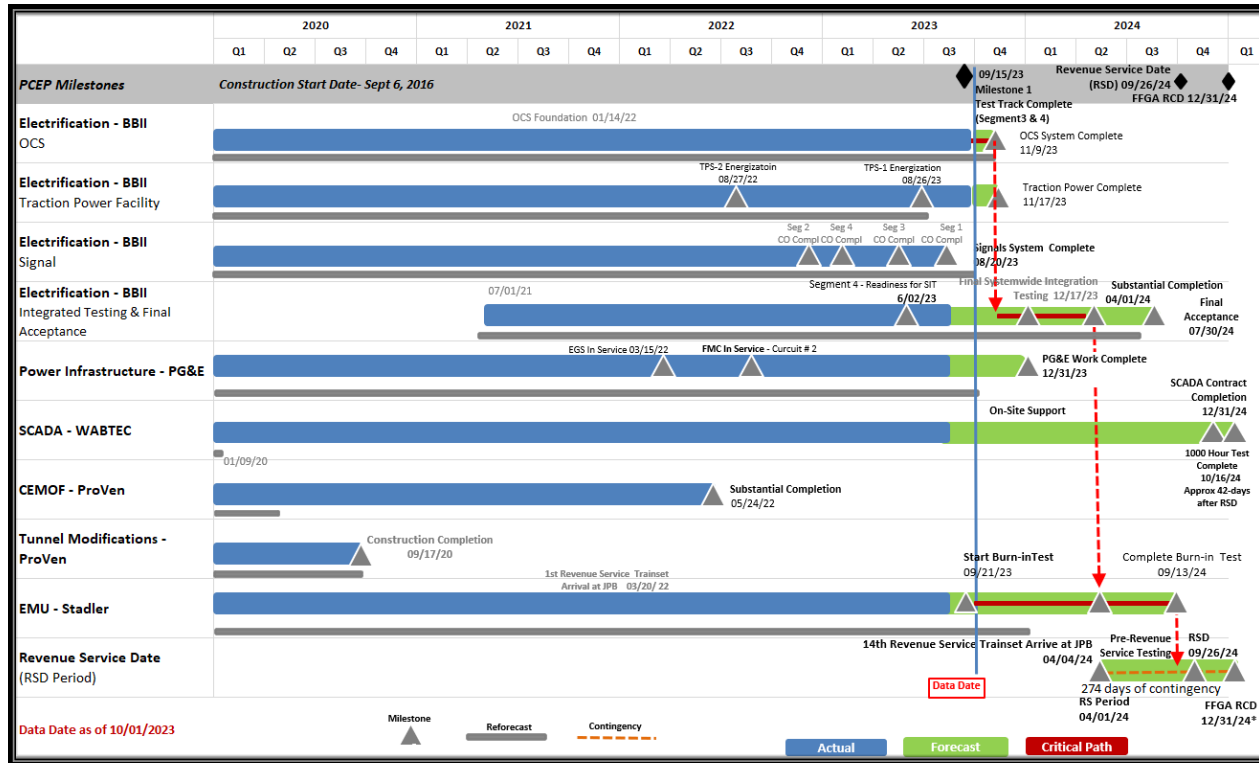 2020 2021 2022 2023 2024
Q1 Q2 Q3 Q4 Q1 Q2 Q3 Q4 Q1 Q2 Q3 Q4 Q1 Q2 Q3 Q4 Q1 Q2 Q3 Q4 Q1
PCEP Milestones
Construction Start Date- Sept 6, 2016
09/15/23
Milestone 1
Test Track Complete
(Segment3 & 4)
Revenue Service Date
(RSD) 09/26/24
FFGA RCD 12/31/24
Electrification - BBII
OCS
OCS Foundation 01/14/22
OCS System Complete
11/9/23
Electrification - BBII
Traction Power Facility
TPS-2 Energizatoin
08/27/22
TPS-1 Energization
08/26/23
Traction Power Complete
11/17/23
Electrification - BBII
Signal
Seg 2 Seg 4 Seg 3 Seg 1
CO Compl CO Compl CO Compl CO Compl
Signals System Complete
08/20/23
Electrification - BBII
Integrated Testing & Final
Acceptance
07/01/21
Segment 4 - Readiness for SIT
6/02/23
Final Systemwide Integration
Testing 12/17/23
Substantial Completion
04/01/24
Final
Acceptance
07/30/24
Power Infrastructure - PG&E
EGS In Service 03/15/22
FMC In Service - Curcuit # 2
PG&E Work Complete
12/31/23
SCADA - WABTEC
01/09/20
On-Site Support
SCADA Contract
Completion
12/31/24
1000 Hour Test
Complete
10/16/24
Approx 42-days
after RSD
CEMOF - ProVen
Substantial Completion
05/24/22
Tunnel Modifications -
ProVen
Construction Completion
09/17/20
EMU - Stadler
1st Revenue Service Trainset
Arrival at JPB 03/20/ 22
Start Burn-inTest
09/21/23
Complete Burn-in Test
09/13/24
Revenue Service Date
(RSD Period)
14th Revenue Service Trainset Arrive at JPB
04/04/24
Pre-Revenue
Service Testing
RSD
09/26/24
274 days of contingency
RS Period
04/01/24
FFGA RCD
12/31/24*
Data Date
Data Date as of 10/01/2023
Milestone
Reforecast
Contingency
Actual
Forecast
Critical Path